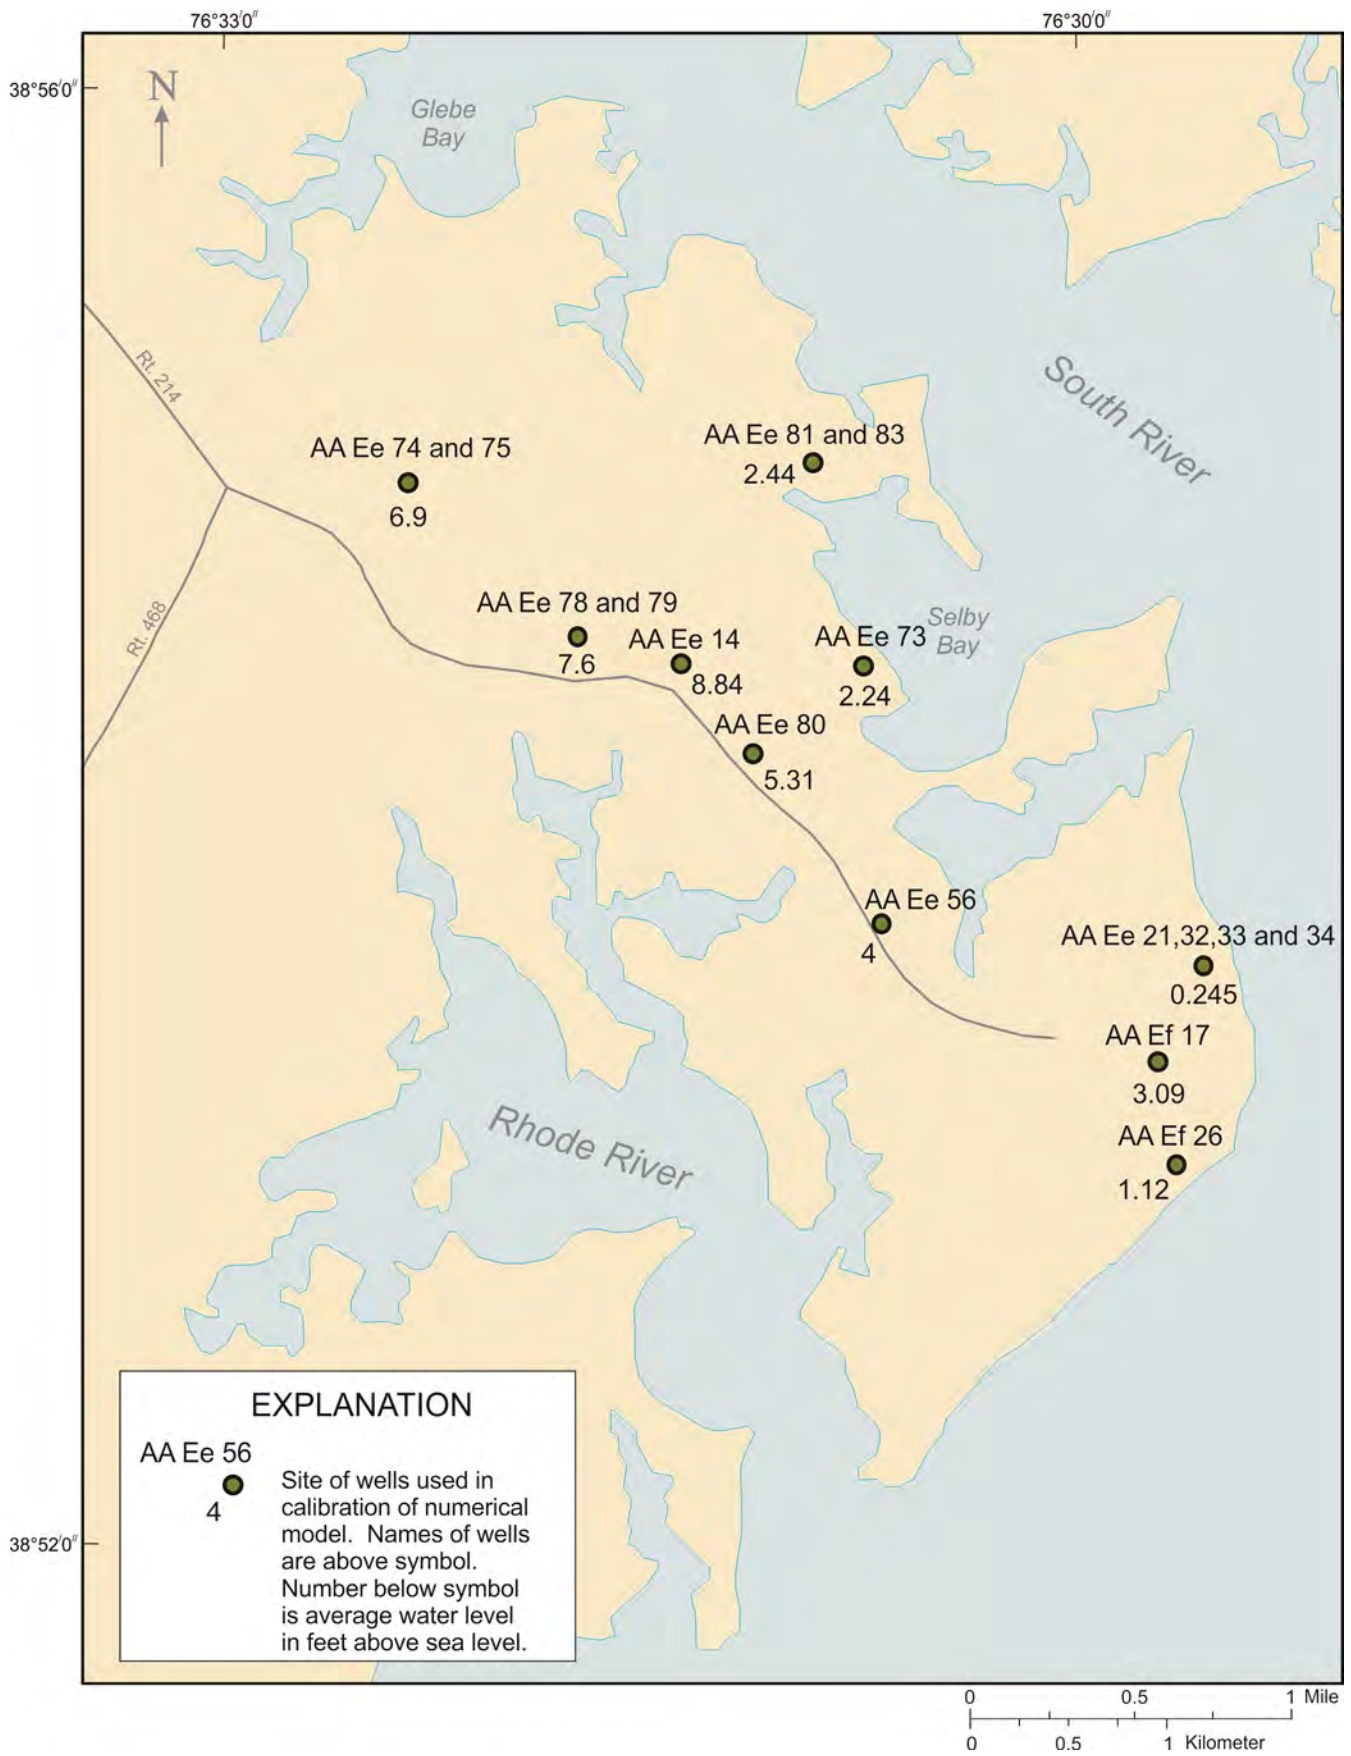 76°33'0" 76°30'0"
38°56'0"
N
Glebe
Bay
South River
Rt. 214
AA Ee 74 and 75
6.9
AA Ee 81 and 83
2.44
Rt. 468
AA Ee 78 and 79
7.6
AA Ee 14
8.84
AA Ee 73
2.24
Selby
Bay
AA Ee 80
5.31
AA Ee 56
4
AA Ee 21,32,33 and 34
0.245
AA Ef 17
3.09
AA Ef 26
1.12
Rhode River
EXPLANATION
AA Ee 56
4
Site of wells used in
calibration of numerical
model. Names of wells
are above symbol.
Number below symbol
is average water level
in feet above sea level.
38°52'0"
0 0.5 1 Mile
0 0.5 1 Kilometer